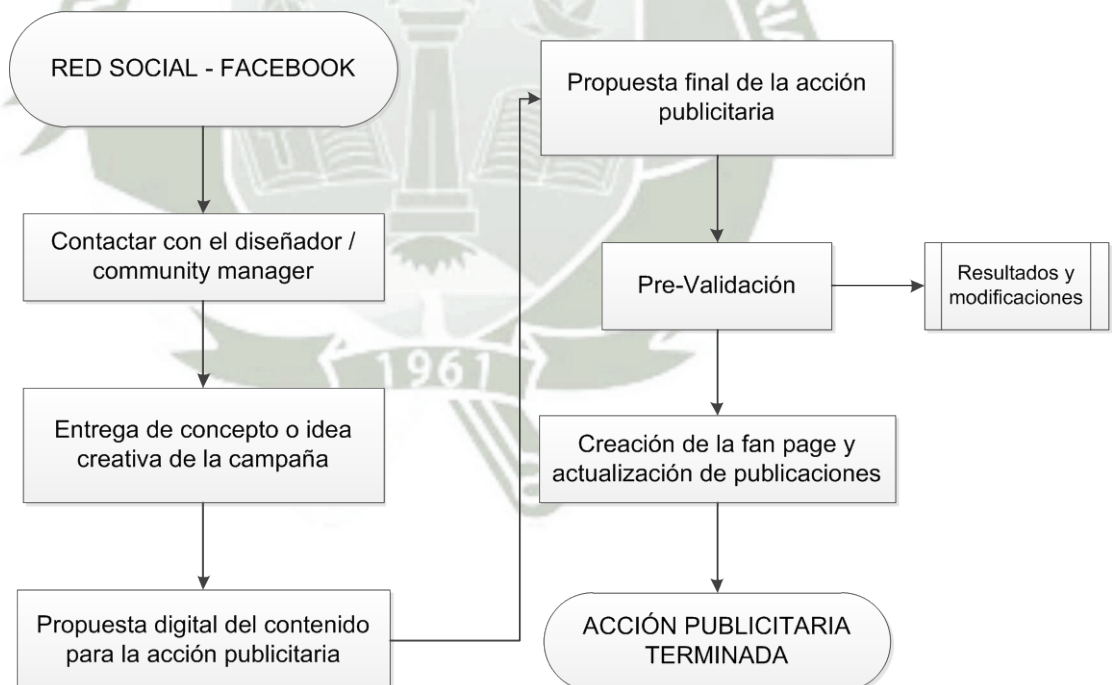 RED SOCIAL - FACEBOOK
Contactar con el diseñador /
community manager
Entrega de concepto o idea
creativa de la campaña
Propuesta digital del contenido
para la acción publicitaria
Propuesta final de la acción
publicitaria
Pre-Validación
Resultados y
modificaciones
Creación de la fan page y
actualización de publicaciones
ACCIÓN PUBLICITARIA
TERMINADA
1961